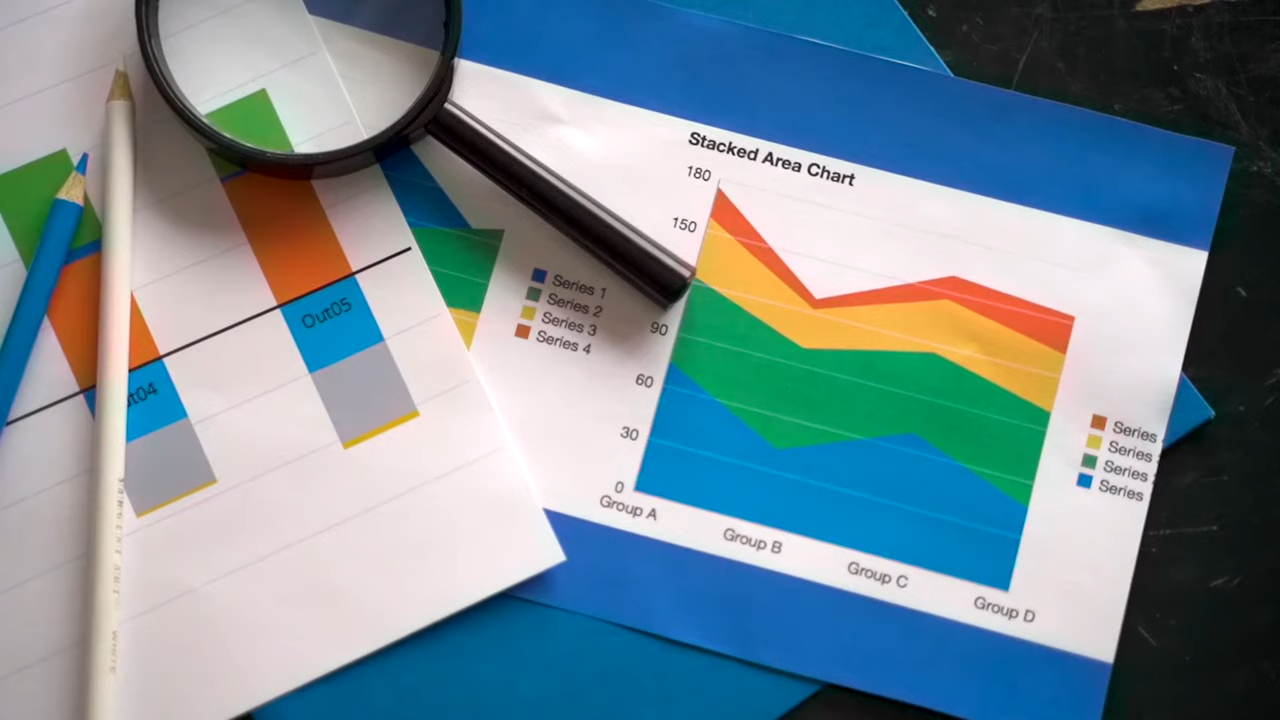 Stacked Area Chart
180
150
90
60
30
0
Group A
Group B
Group C
Group D
Series 1
Series 2
Series 3
Series 4
Series
Series
Series
Series
Out05